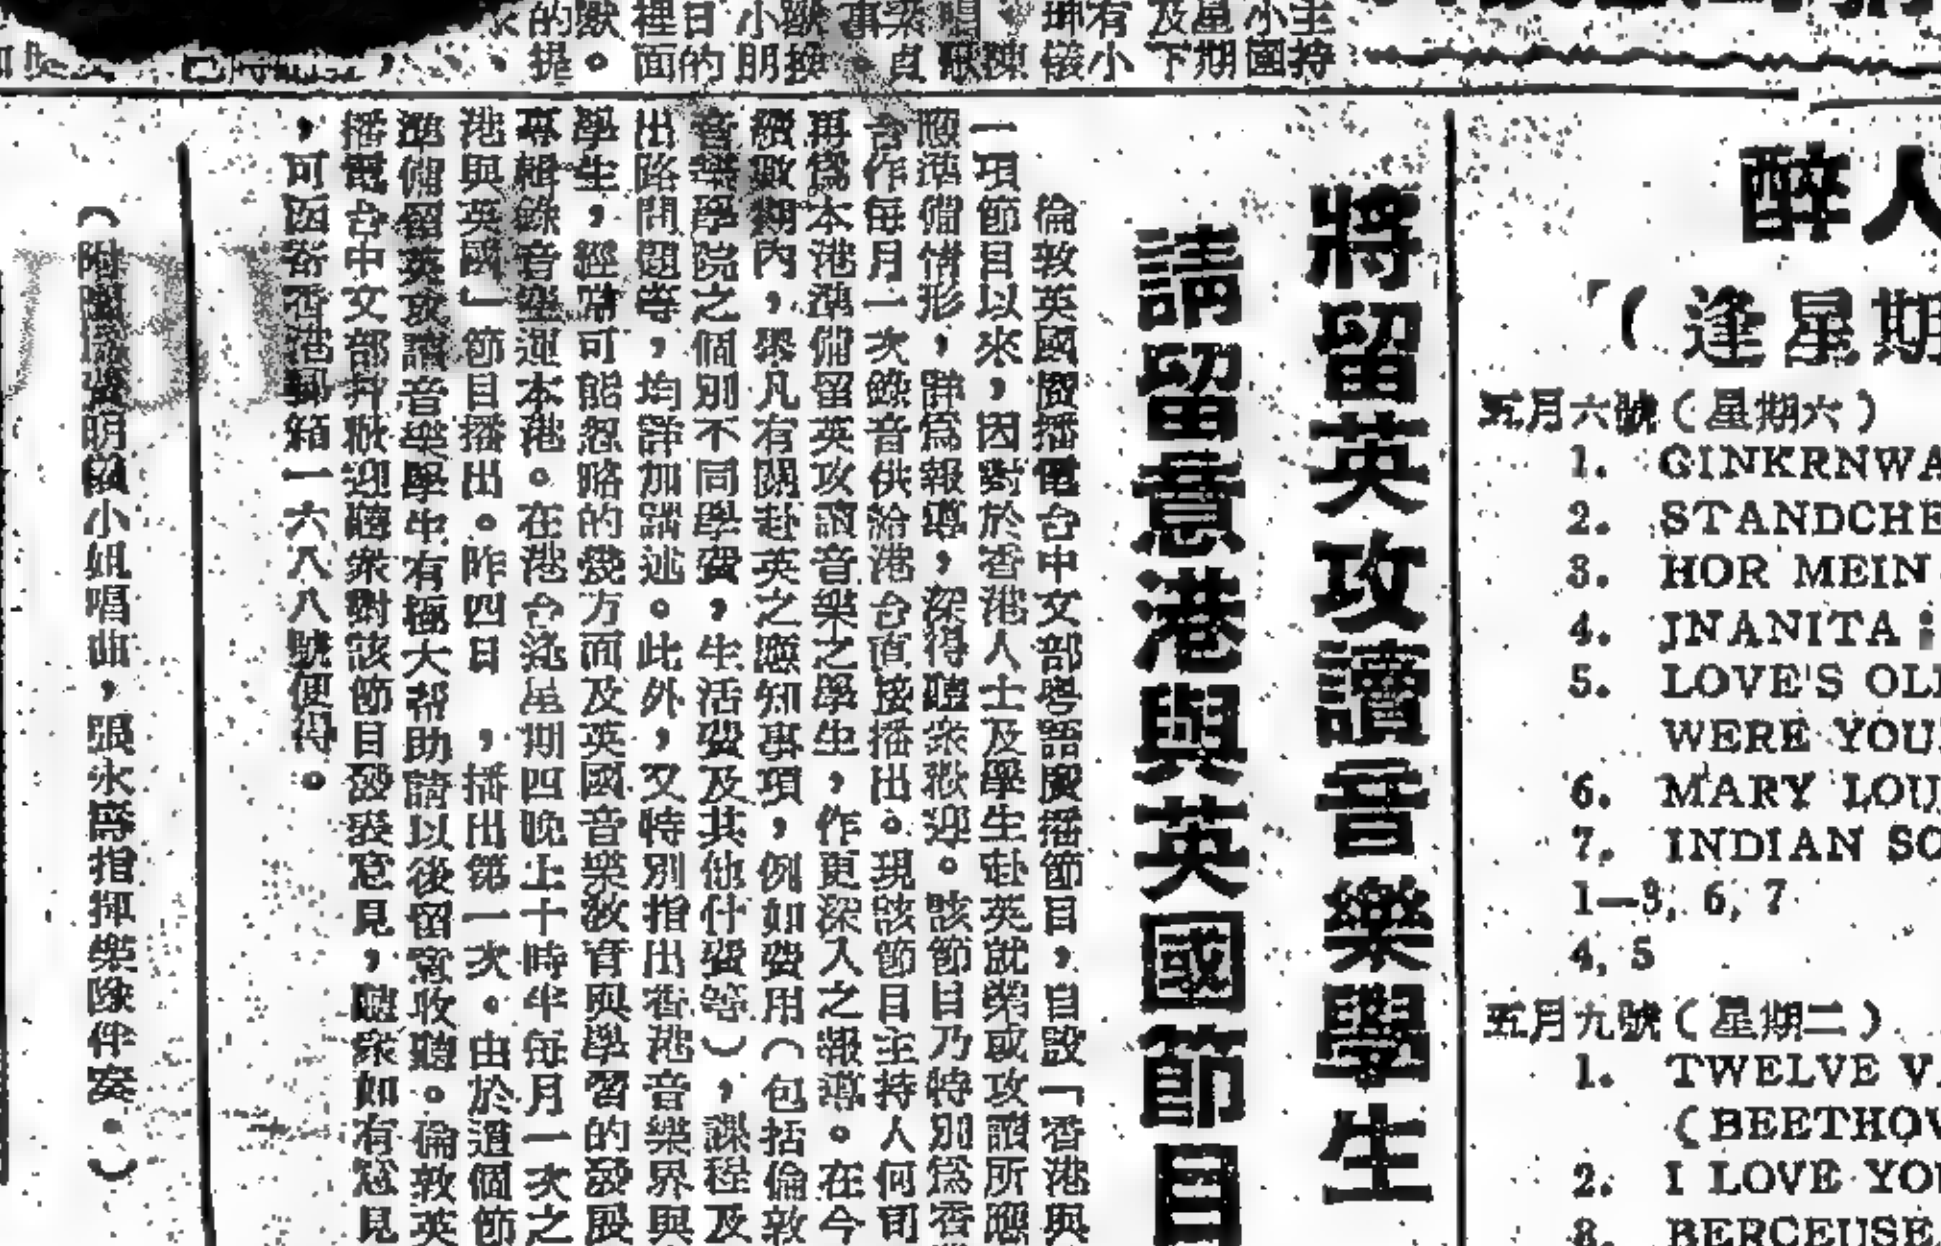 將留英攻讀音樂學生
請留意港與英國節目
倫敦英國廣播電台中文部粤語廣播節目，自設「香港與
一項節目以來，因對於香港人士及學生赴英就業或攻讀所應
準備情形，詳為報導，深得聽衆歡迎。該節目乃特別為香
合作每月一次錄音供給港台直接播出。現該節目主持人何司
再為本港準備留英攻讀音樂之學生，作更深入之報導。在今
續數期內，舉凡有關赴英之應知事項，例如費用（包括倫敦
音樂學院之個別不同學費，生活費及其他什費等），課程及
出路問題等，均詳加講述。此外，又特別指出香港音樂界與
學生，經常可能忽略的幾方面及英國音樂教育與學習的發展
專輯錄音空運本港。在港台逢星期四晚上十時半每月一次之
港與英國」節目播出。昨四日，播出第一次。由於這個節
準備留英攻讀音樂學生有極大帮助請以後留意收聽。倫敦英
播電台中文部幷歡迎聽衆對該節目發表意見，聽衆如有意見
，可函寄香港郵箱一六八八號便得。
小姐唱曲，張永壽指揮樂隊伴奏。）
醉人
（逢星期
五月六號（星期六）
1. GINKRNWA
2. STANDCHE
3. HOR MEIN
4. JNANITA ;
5. LOVE'S OL
WERE YOU
6. MARY LOU
7. INDIAN SO
1—3, 6, 7
4, 5
五月九號（星期二）
1. TWELVE V
(BEETHOV
2. I LOVE YO
3. BERCEUSE